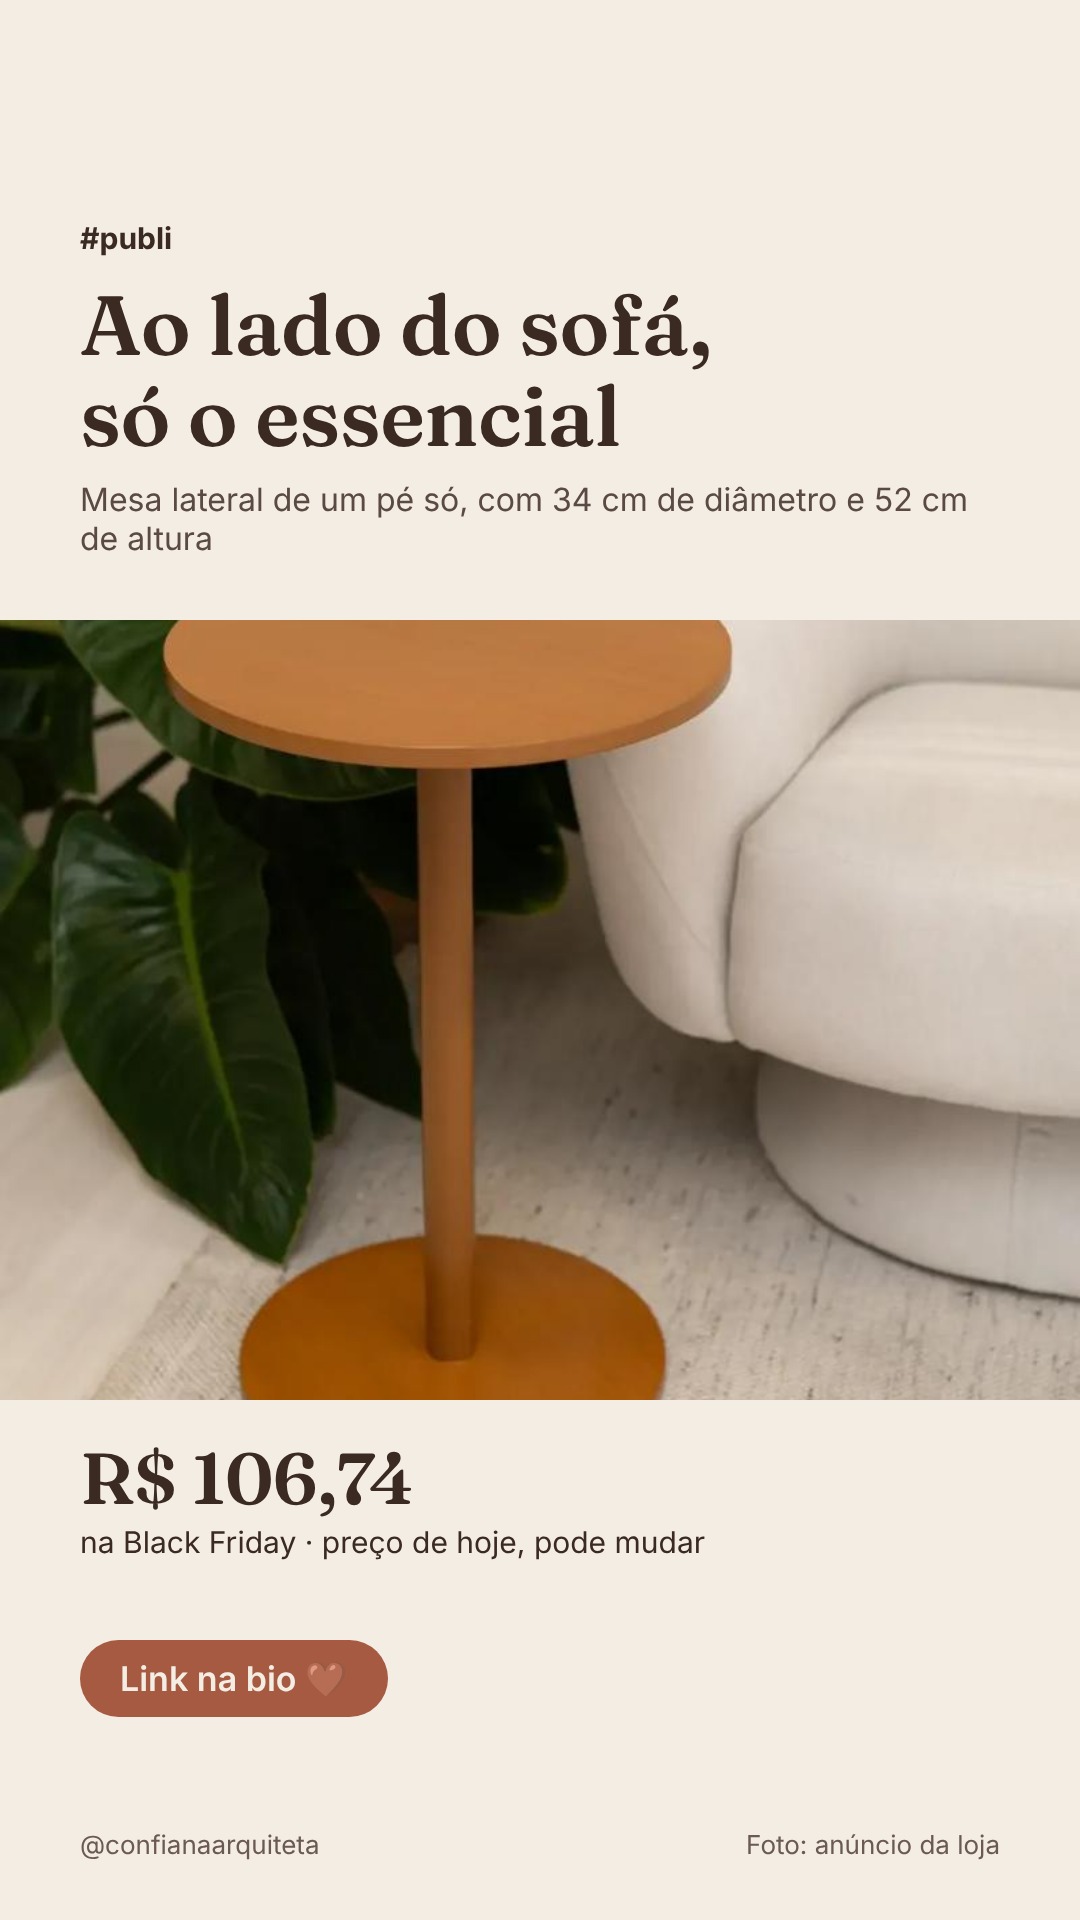 #publi
Ao lado do sofá,
só o essencial
Mesa lateral de um pé só, com 34 cm de diâmetro e 52 cm
de altura
R$ 106,74
na Black Friday · preço de hoje, pode mudar
Link na bio 🤎
@confianaarquiteta
Foto: anúncio da loja